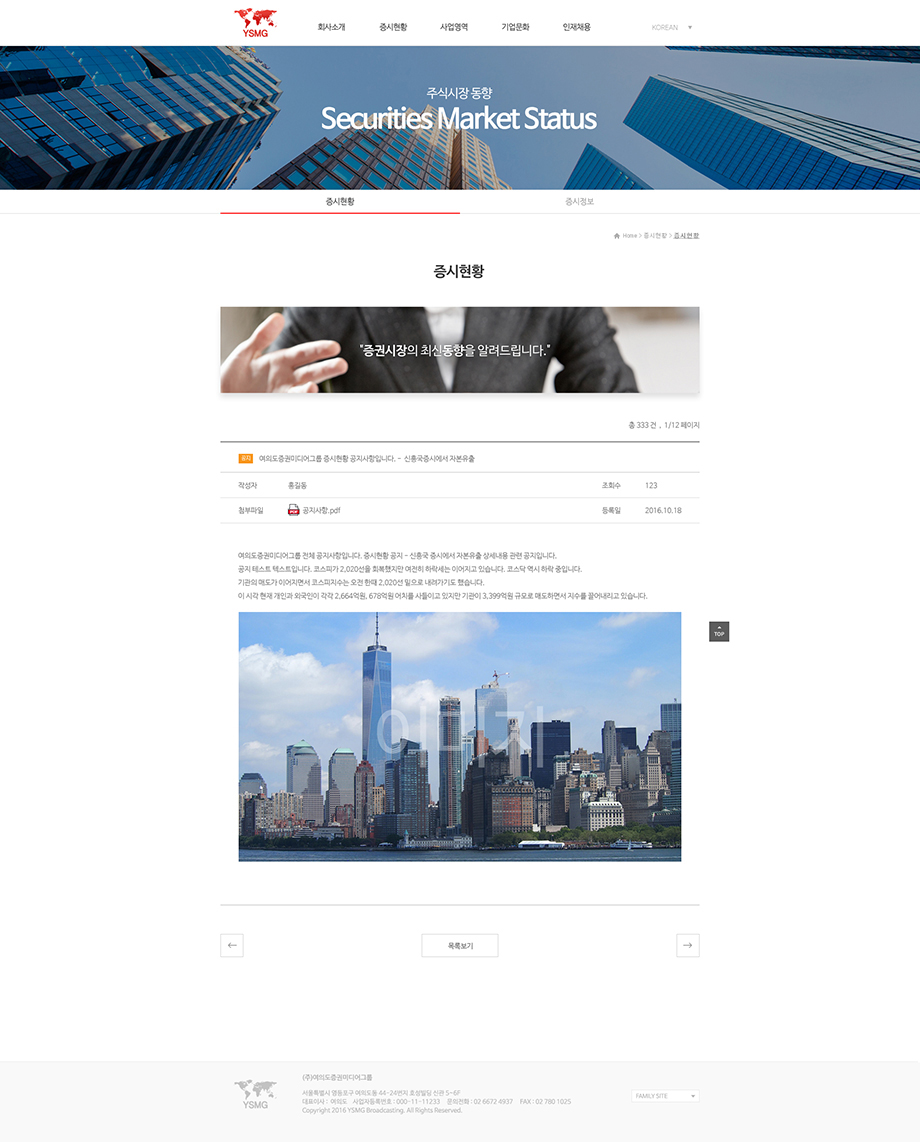 YSMG
회사소개 증시현황 사업영역 기업문화 인재채용 KOREAN
주식시장 동향
Securities Market Status
증시현황 증시정보
Home > 증시현황 > 증시현황
증시현황
"증권시장의 최신동향을 알려드립니다."
총 333 건 , 1/12 페이지
공지 여의도증권미디어그룹 증시현황 공지사항입니다. - 신흥국증시에서 자본유출
작성자 홍길동 조회수 123
첨부파일 공지사항.pdf 등록일 2016.10.18
여의도증권미디어그룹 전체 공지사항입니다. 증시현황 공지 - 신흥국 증시에서 자본유출 상세내용 관련 공지입니다.
공지 테스트 텍스트입니다. 코스피가 2,020선을 회복했지만 여전히 하락세는 이어지고 있습니다. 코스닥 역시 하락 중입니다.
기관의 매도가 이어지면서 코스피지수는 오전 한때 2,020선 밑으로 내려가기도 했습니다.
이 시각 현재 개인과 외국인이 각각 2,664억원, 678억원 어치를 사들이고 있지만 기관이 3,399억원 규모로 매도하면서 지수를 끌어내리고 있습니다.
TOP
이미지
목록보기
(주)여의도증권미디어그룹
YSMG
서울특별시 영등포구 여의도동 44-24번지 효성빌딩 신관 5-6F
대표이사 : 여의도 사업자등록번호 : 000-11-11233 문의전화 : 02 6672 4937 FAX : 02 780 1025
Copyright 2016 YSMG Broadcasting. All Rights Reserved.
FAMILY SITE